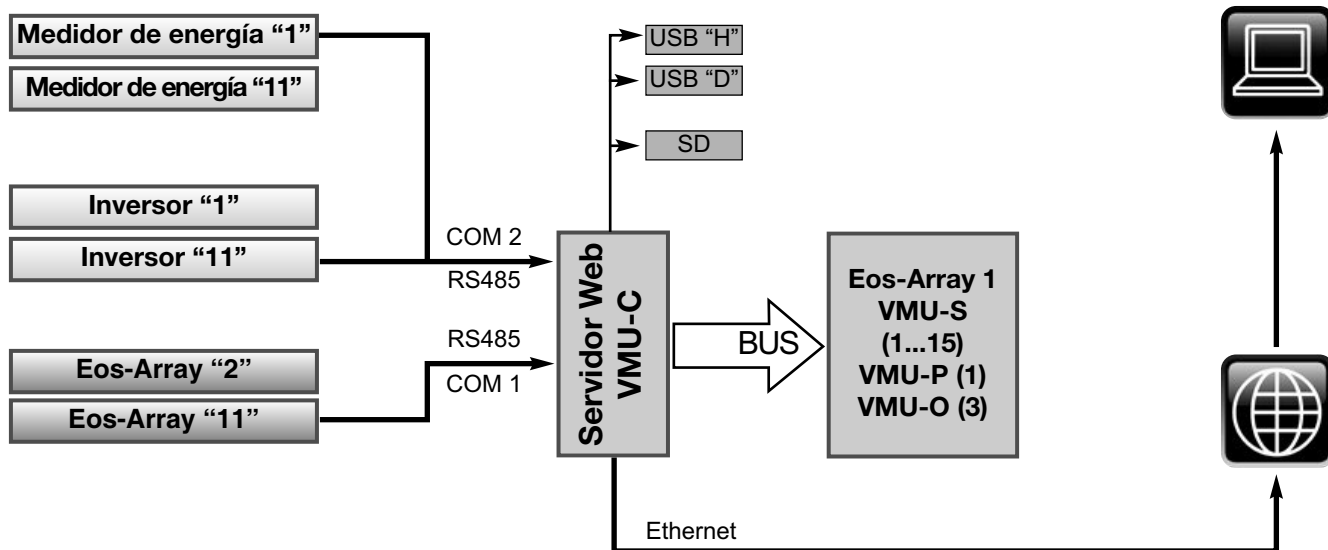 Medidor de energía “1”
Medidor de energía “11”
Inversor “1”
Inversor “11”
Eos-Array “2”
Eos-Array “11”
COM 2
RS485
RS485
COM 1
USB “H”
USB “D”
SD
Servidor Web
VMU-C
BUS
Eos-Array 1
VMU-S
(1...15)
VMU-P (1)
VMU-O (3)
Ethernet